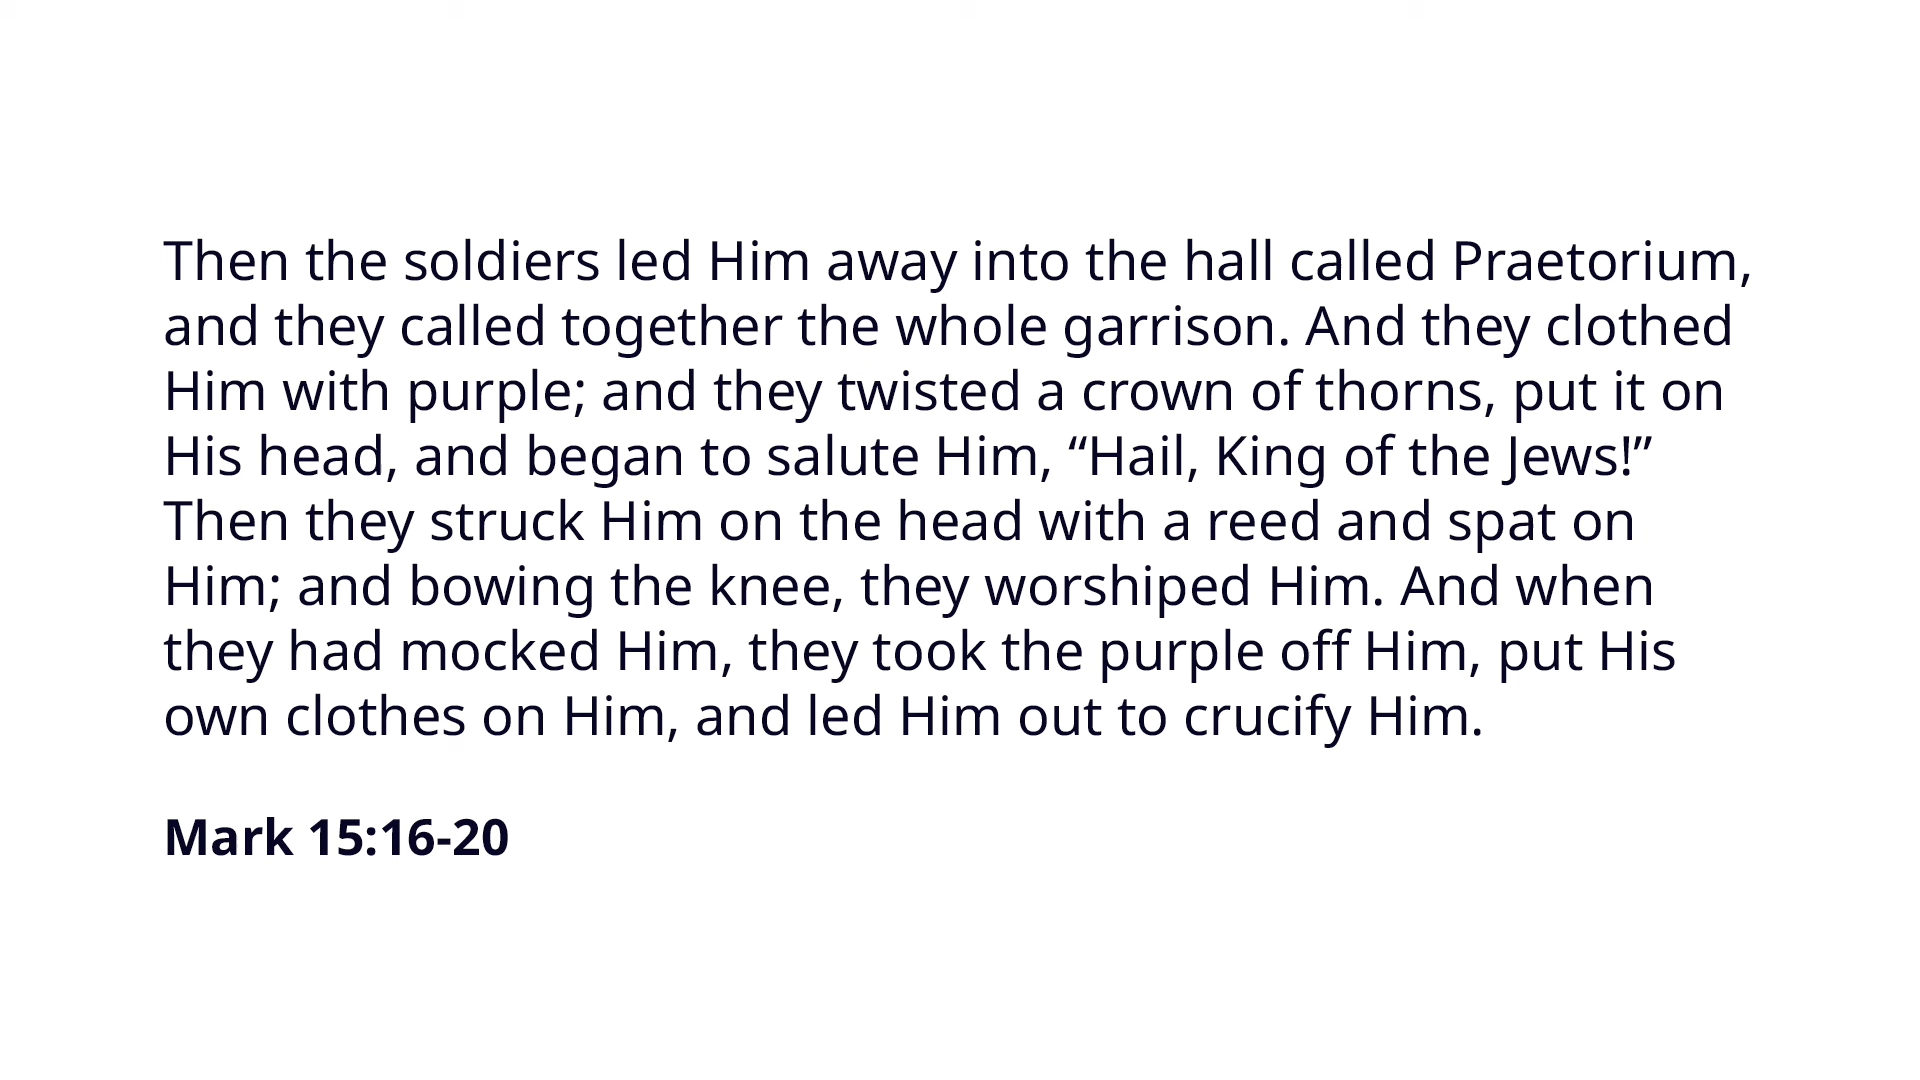 Then the soldiers led Him away into the hall called Praetorium,
and they called together the whole garrison. And they clothed
Him with purple; and they twisted a crown of thorns, put it on
His head, and began to salute Him, “Hail, King of the Jews!”
Then they struck Him on the head with a reed and spat on
Him; and bowing the knee, they worshiped Him. And when
they had mocked Him, they took the purple off Him, put His
own clothes on Him, and led Him out to crucify Him.
Mark 15:16-20